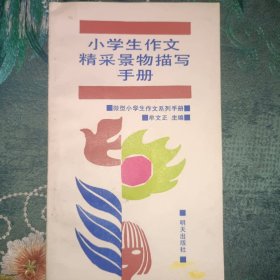 小学生作文
精采景物描写
手册
■微型小学生作文系列手册■
■牟文正 主编■
■明天出版社■